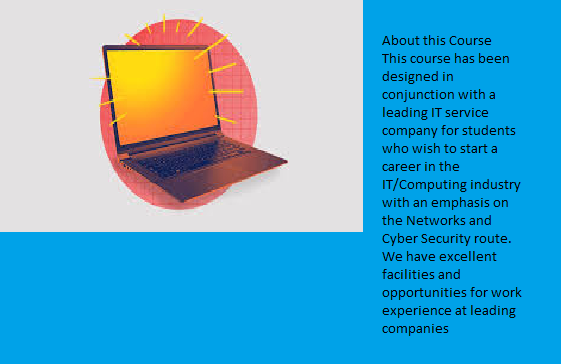 About this Course
This course has been
designed in
conjunction with a
leading IT service
company for students
who wish to start a
career in the
IT/Computing industry
with an emphasis on
the Networks and
Cyber Security route.
We have excellent
facilities and
opportunities for work
experience at leading
companies